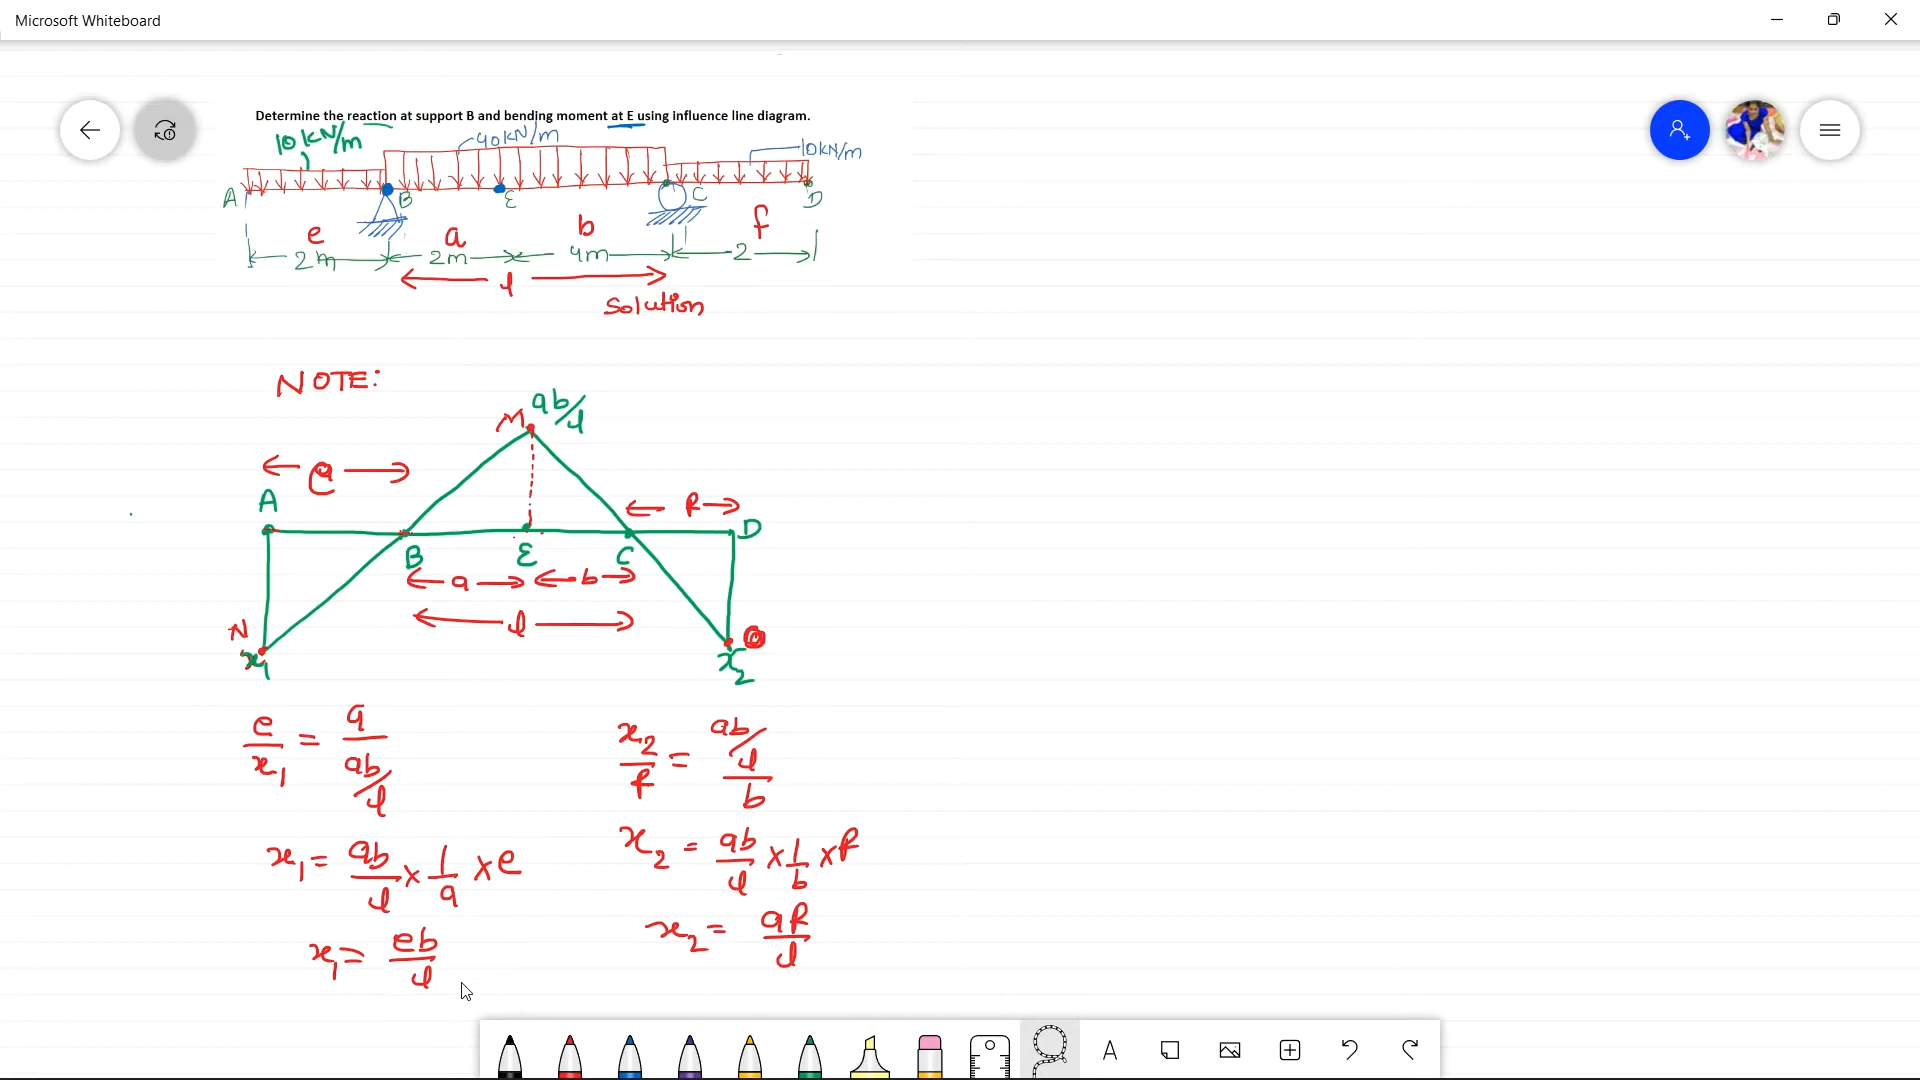 Microsoft Whiteboard
Determine the reaction at support B and bending moment at E using influence line diagram.
10kN/m
40kN/m
10kN/m
A B E C D
e a b f
2m 2m 4m 2
l
Solution
NOTE:
M ab/l
e
A f
D
B E C
a b
l
N O
x1 x2
e/x1 = a/(ab/l)
x2/f = (ab/l)/b
x1 = ab/l × 1/a × e
x2 = ab/l × 1/b × f
x1 = eb/l
x2 = af/l
A